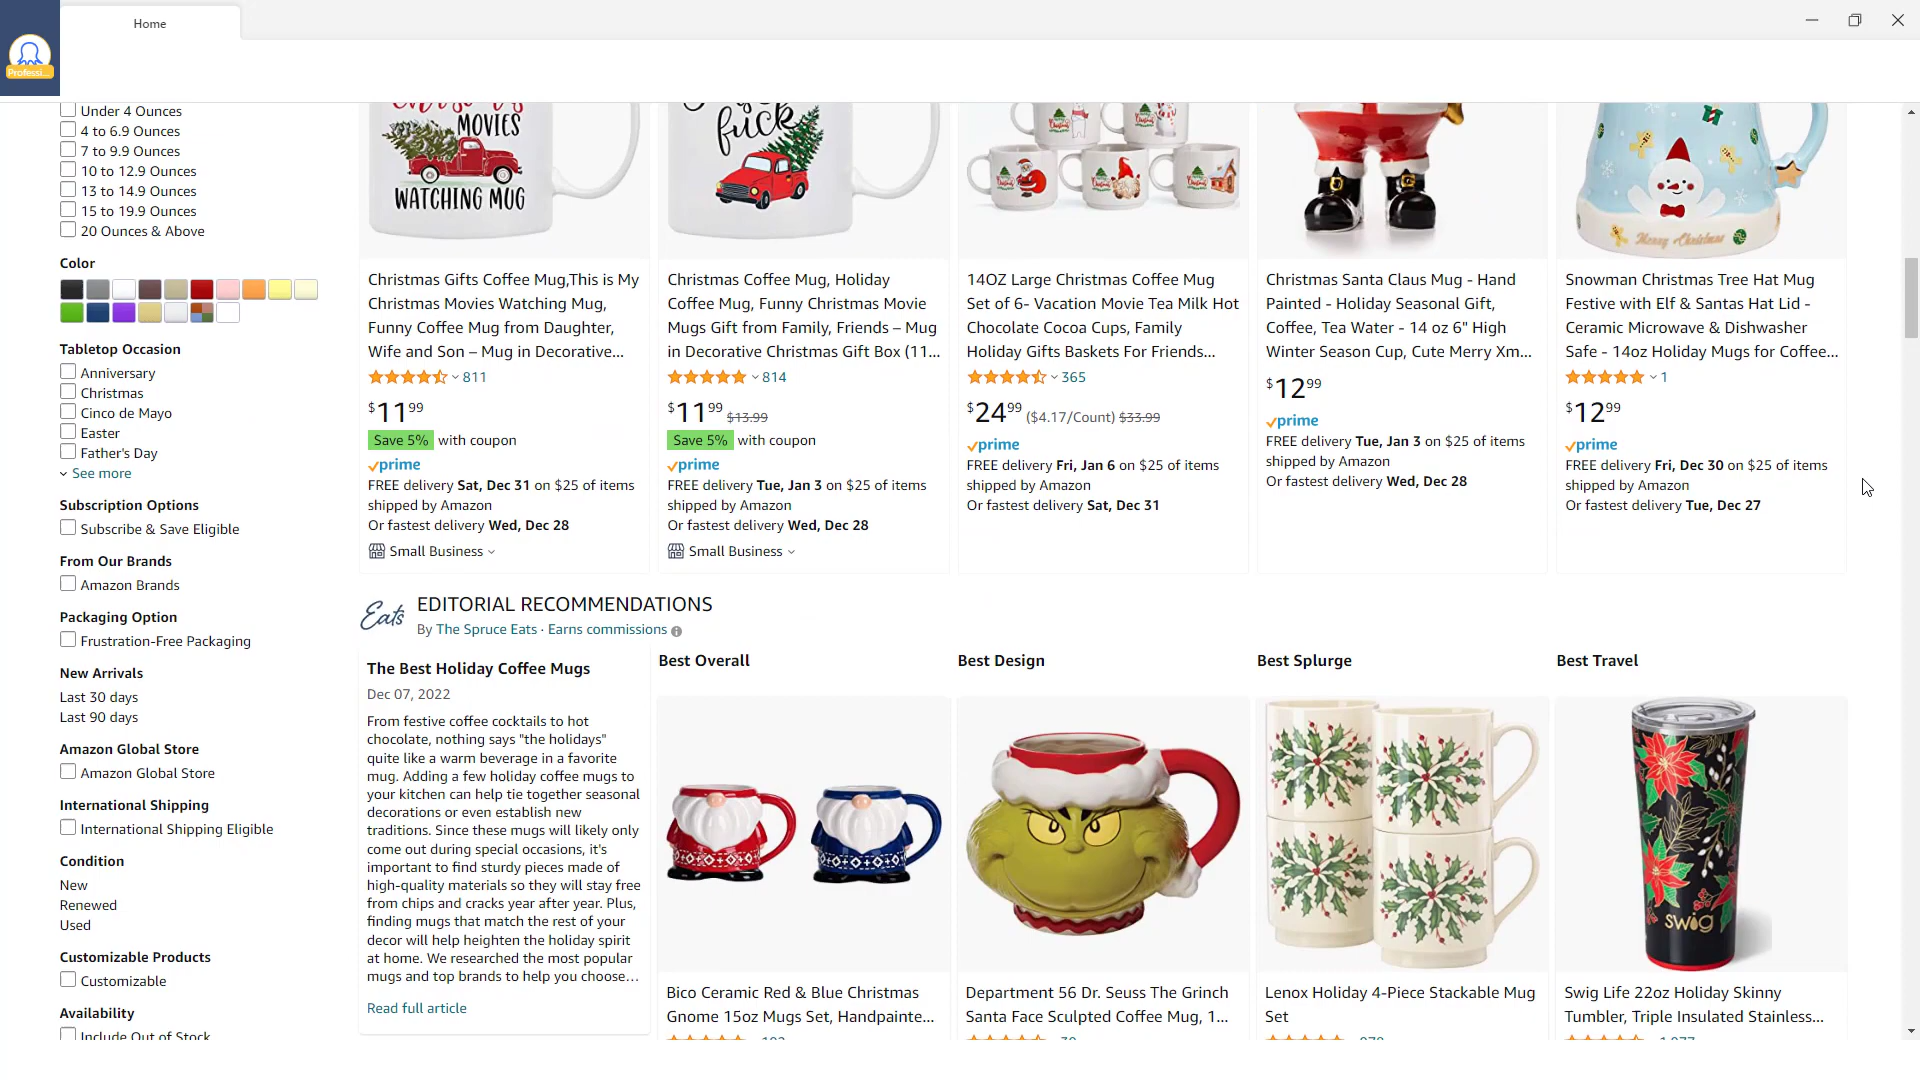 Home
Professi...
Under 4 Ounces
4 to 6.9 Ounces
7 to 9.9 Ounces
10 to 12.9 Ounces
13 to 14.9 Ounces
15 to 19.9 Ounces
20 Ounces & Above
Color
Tabletop Occasion
Anniversary
Christmas
Cinco de Mayo
Easter
Father's Day
See more
Subscription Options
Subscribe & Save Eligible
From Our Brands
Amazon Brands
Packaging Option
Frustration-Free Packaging
New Arrivals
Last 30 days
Last 90 days
Amazon Global Store
Amazon Global Store
International Shipping
International Shipping Eligible
Condition
New
Renewed
Used
Customizable Products
Customizable
Availability
Include Out of Stock
MOVIES
WATCHING MUG
Christmas Gifts Coffee Mug,This is My
Christmas Movies Watching Mug,
Funny Coffee Mug from Daughter,
Wife and Son – Mug in Decorative...
811
$1199
Save 5% with coupon
prime
FREE delivery Sat, Dec 31 on $25 of items
shipped by Amazon
Or fastest delivery Wed, Dec 28
Small Business
fuck
Christmas Coffee Mug, Holiday
Coffee Mug, Funny Christmas Movie
Mugs Gift from Family, Friends – Mug
in Decorative Christmas Gift Box (11...
814
$1199 $13.99
Save 5% with coupon
prime
FREE delivery Tue, Jan 3 on $25 of items
shipped by Amazon
Or fastest delivery Wed, Dec 28
Small Business
14OZ Large Christmas Coffee Mug
Set of 6- Vacation Movie Tea Milk Hot
Chocolate Cocoa Cups, Family
Holiday Gifts Baskets For Friends...
365
$24.99 ($4.17/Count) $33.99
prime
FREE delivery Fri, Jan 6 on $25 of items
shipped by Amazon
Or fastest delivery Sat, Dec 31
Christmas Santa Claus Mug - Hand
Painted - Holiday Seasonal Gift,
Coffee, Tea Water - 14 oz 6" High
Winter Season Cup, Cute Merry Xm...
$1299
prime
FREE delivery Tue, Jan 3 on $25 of items
shipped by Amazon
Or fastest delivery Wed, Dec 28
Merry Christmas
Snowman Christmas Tree Hat Mug
Festive with Elf & Santas Hat Lid -
Ceramic Microwave & Dishwasher
Safe - 14oz Holiday Mugs for Coffee...
1
$1299
prime
FREE delivery Fri, Dec 30 on $25 of items
shipped by Amazon
Or fastest delivery Tue, Dec 27
Eats
EDITORIAL RECOMMENDATIONS
By The Spruce Eats · Earns commissions
The Best Holiday Coffee Mugs
Dec 07, 2022
From festive coffee cocktails to hot
chocolate, nothing says "the holidays"
quite like a warm beverage in a favorite
mug. Adding a few holiday coffee mugs to
your kitchen can help tie together seasonal
decorations or even establish new
traditions. Since these mugs will likely only
come out during special occasions, it's
important to find sturdy pieces made of
high-quality materials so they will stay free
from chips and cracks year after year. Plus,
finding mugs that match the rest of your
decor will help heighten the holiday spirit
at home. We researched the most popular
mugs and top brands to help you choose...
Read full article
Best Overall
Bico Ceramic Red & Blue Christmas
Gnome 15oz Mugs Set, Handpainte...
Best Design
Department 56 Dr. Seuss The Grinch
Santa Face Sculpted Coffee Mug, 1...
Best Splurge
Lenox Holiday 4-Piece Stackable Mug
Set
Best Travel
swig
Swig Life 22oz Holiday Skinny
Tumbler, Triple Insulated Stainless...